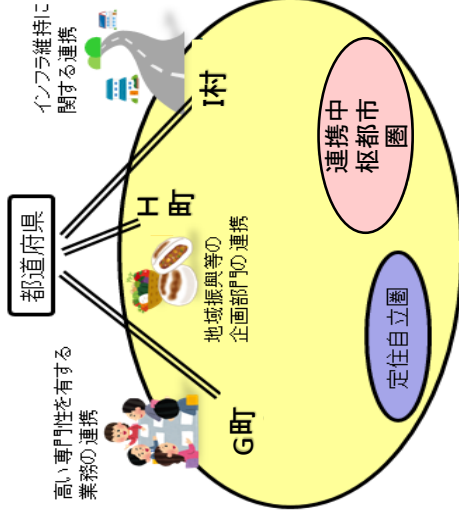 都道府県
高い専門性を有する
業務の連携
地域振興等の
企画部門の連携
インフラ維持に
関する連携
G町
H
町
I村
定住自立圏
連携中
枢都市
圏